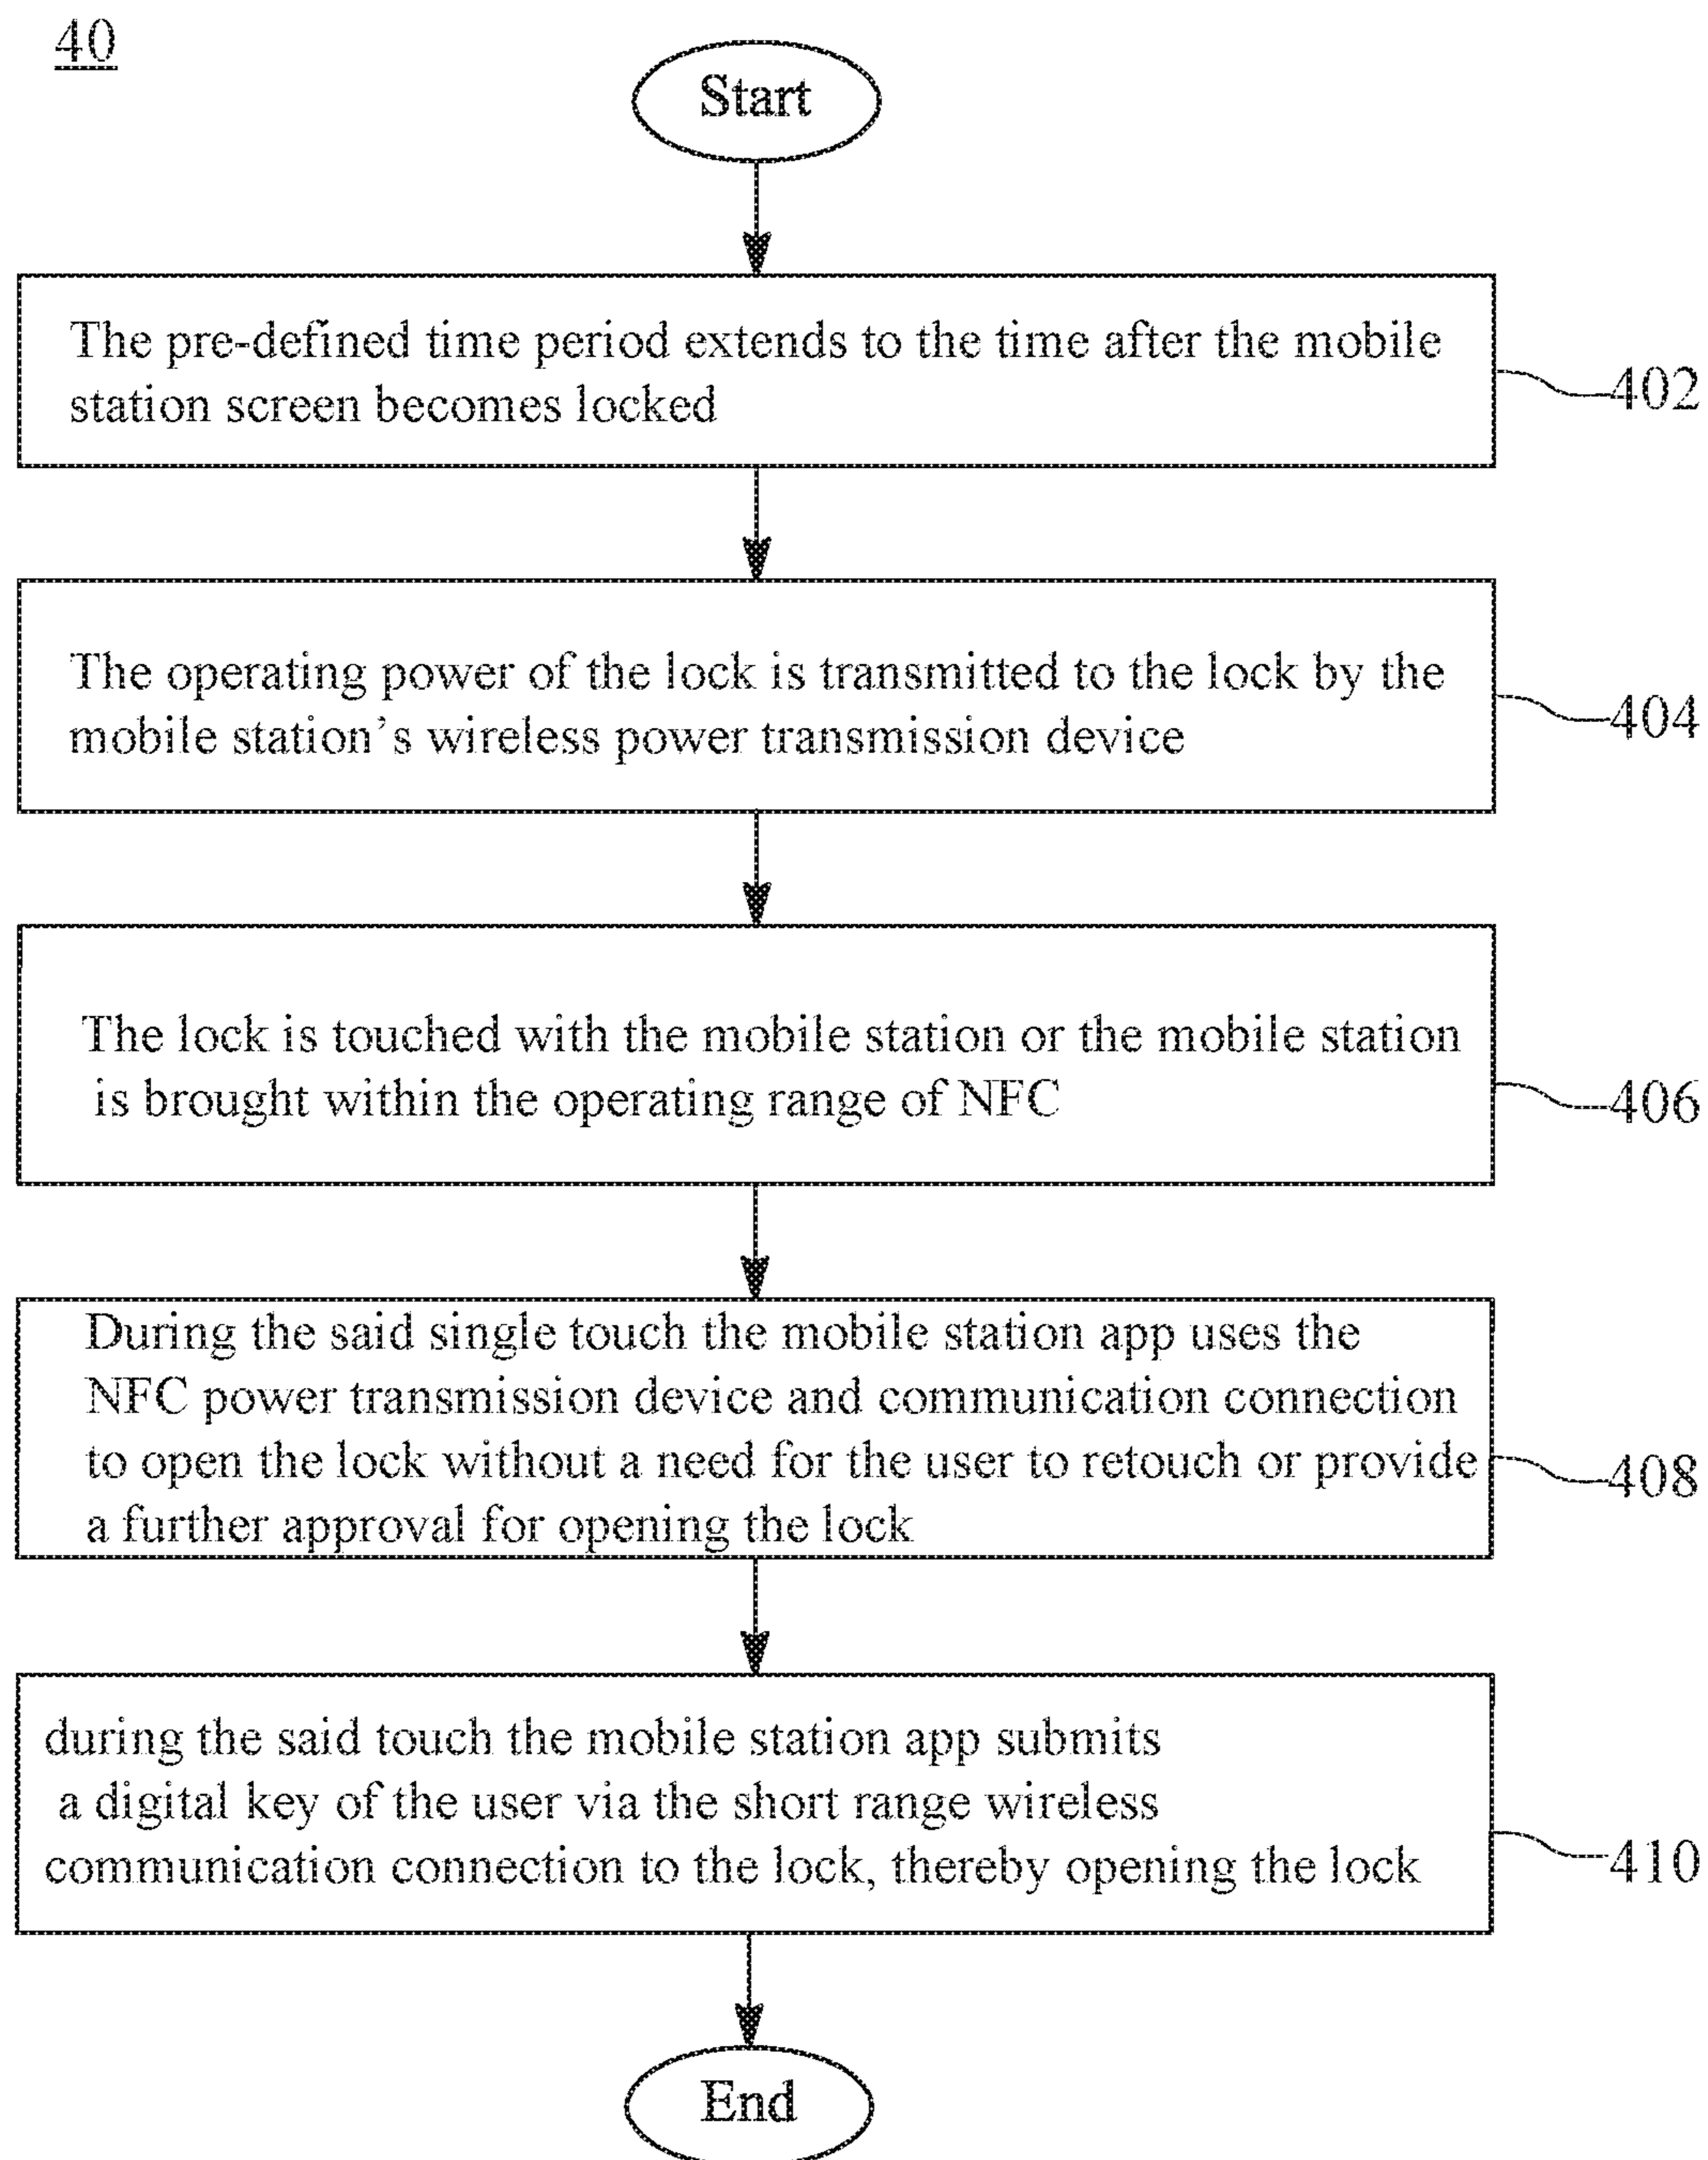 40
Start
The pre-defined time period extends to the time after the mobile
station screen becomes locked
402
The operating power of the lock is transmitted to the lock by the
mobile station’s wireless power transmission device
404
The lock is touched with the mobile station or the mobile station
is brought within the operating range of NFC
406
During the said single touch the mobile station app uses the
NFC power transmission device and communication connection
to open the lock without a need for the user to retouch or provide
a further approval for opening the lock
408
during the said touch the mobile station app submits
a digital key of the user via the short range wireless
communication connection to the lock, thereby opening the lock
410
End